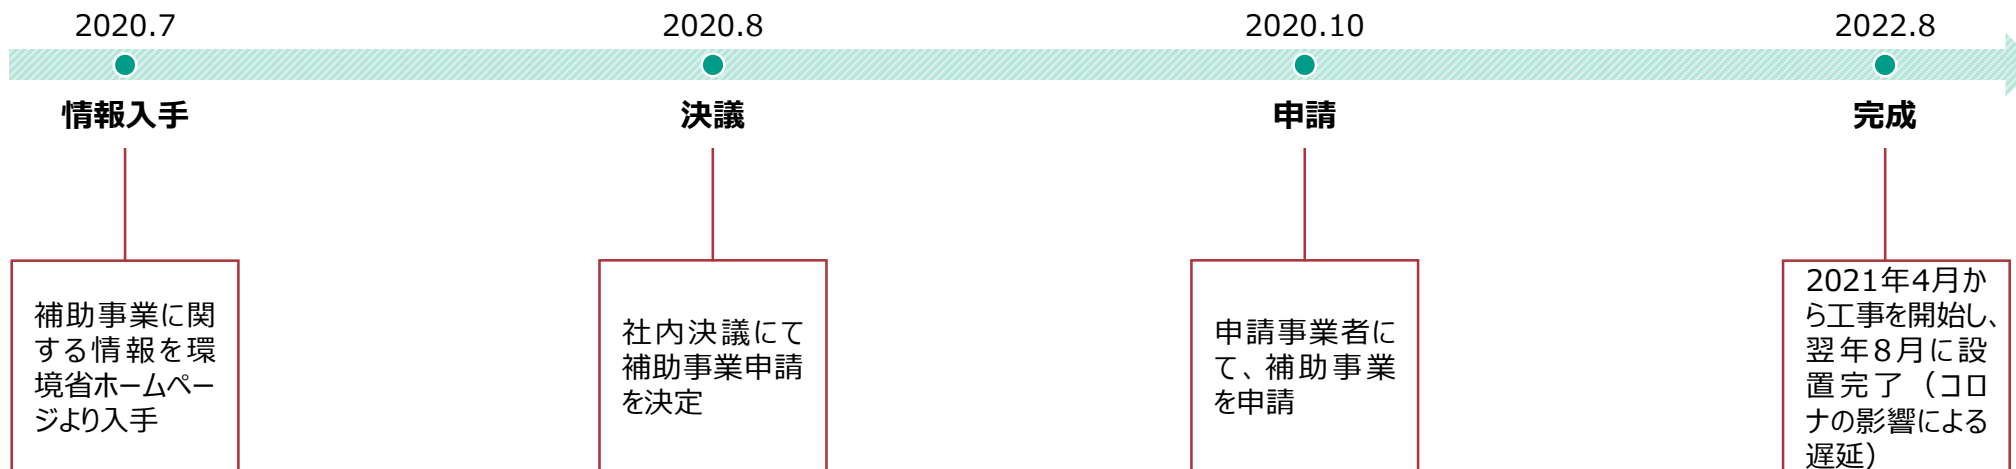 2020.7
2020.8
2020.10
2022.8
情報入手
決議
申請
完成
補助事業に関
する情報を環
境省ホームペー
ジより入手
社内決議にて
補助事業申請
を決定
申請事業者に
て、補助事業
を申請
2021年4月か
ら工事を開始し、
翌年8月に設
置完了（コロ
ナの影響による
遅延）